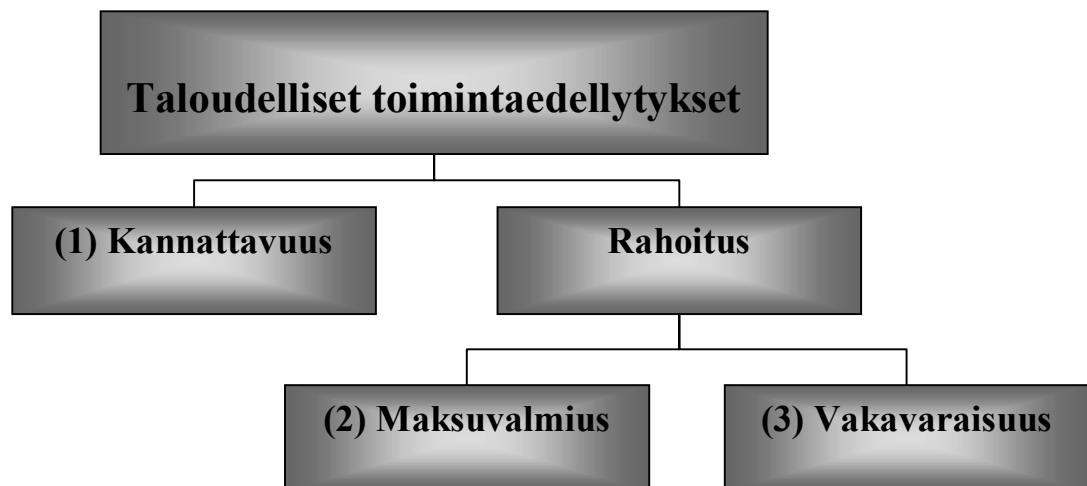 Taloudelliset toimintaedellytykset
(1) Kannattavuus
Rahoitus
(2) Maksuvalmius
(3) Vakavaraisuus